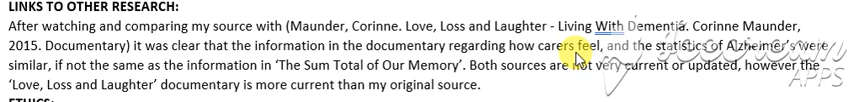 LINKS TO OTHER RESEARCH:
After watching and comparing my source with (Maunder, Corinne. Love, Loss and Laughter - Living With Dementia. Corinne Maunder,
2015. Documentary) it was clear that the information in the documentary regarding how carers feel, and the statistics of Alzheimer's were
similar, if not the same as the information in 'The Sum Total of Our Memory'. Both sources are not very current or updated, however the
'Love, Loss and Laughter' documentary is more current than my original source.
APPS